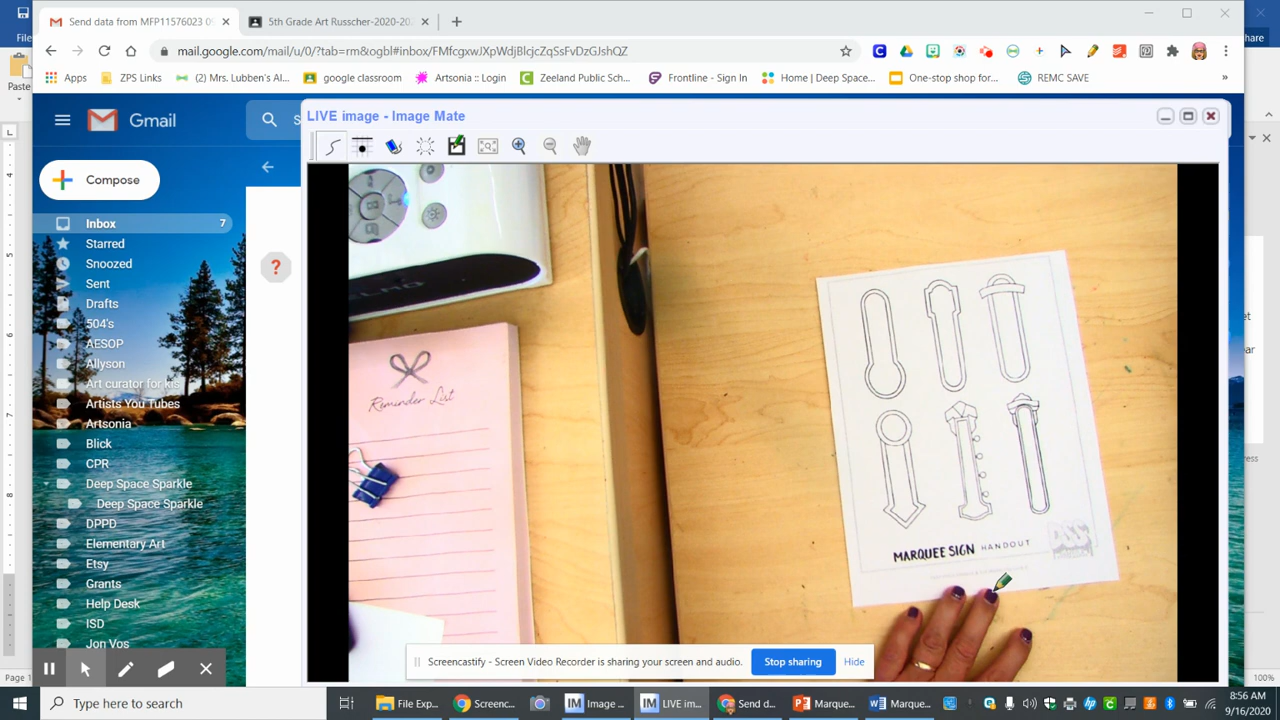 Send data from MFP11576023 09
5th Grade Art Russcher-2020-202
mail.google.com/mail/u/0/?tab=rm&ogbl#inbox/FMfcgxwJXpWdjBlcjcZqSsFvDzGJshQZ
Apps
ZPS Links
(2) Mrs. Lubben's Al...
google classroom
Artsonia :: Login
Zeeland Public Sch...
Frontline - Sign In
Home | Deep Space...
One-stop shop for...
REMC SAVE
»
File
Paste
Share
Gmail
LIVE image - Image Mate
Compose
Inbox 7
Starred
Snoozed
Sent
Drafts
504's
AESOP
Allyson
Art curator for kis
Artists You Tubes
Artsonia
Blick
CPR
Deep Space Sparkle
Deep Space Sparkle
DPPD
Elementary Art
Etsy
Grants
Help Desk
ISD
Jon Vos
?
Reminder List
MARQUEE SIGN HANDOUT
Screencastify - Screen Video Recorder is sharing your screen and audio.
Stop sharing
Hide
Page 1
100%
Type here to search
File Exp...
Screenc...
Image ...
LIVE im...
Send d...
Marque...
Marque...
8:56 AM
9/16/2020